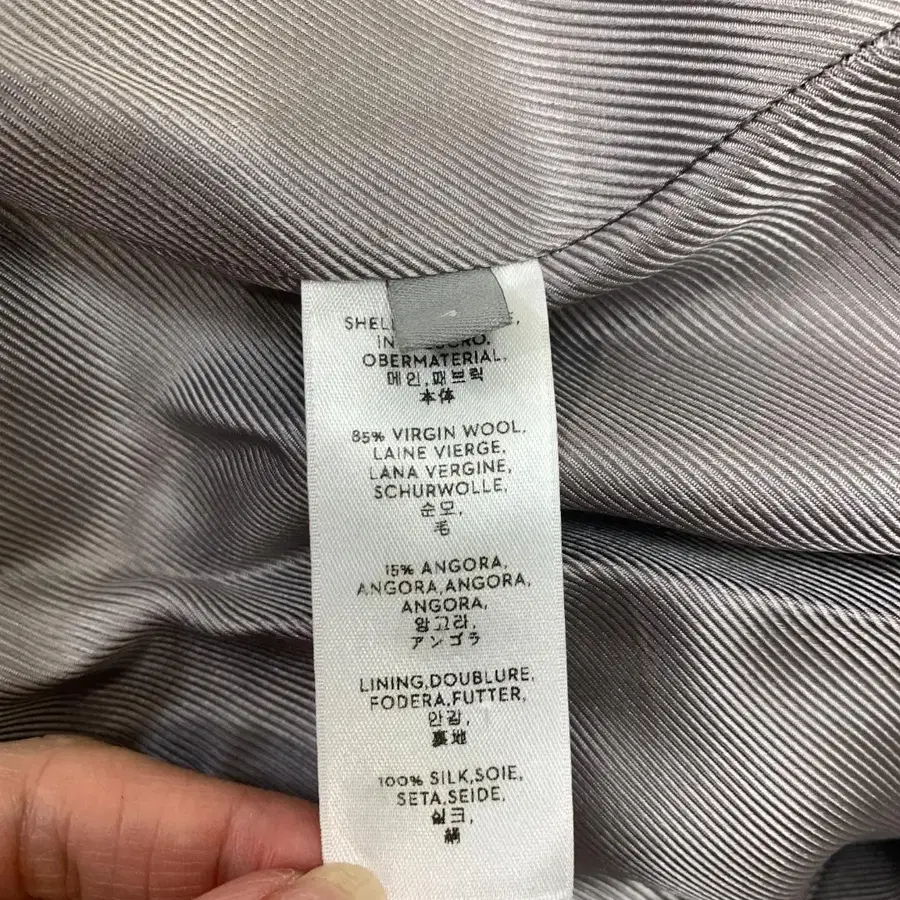 SHEL
OBERMATERIAL,
메인,패브릭
本体
85% VIRGIN WOOL,
LAINE VIERGE,
LANA VERGINE,
SCHURWOLLE,
순모,
毛
15% ANGORA,
ANGORA,ANGORA,
ANGORA,
앙고라,
アンゴラ
LINING,DOUBLURE,
FODERA,FUTTER,
안감,
裏地
100% SILK,SOIE,
SETA,SEIDE,
실크,
絹